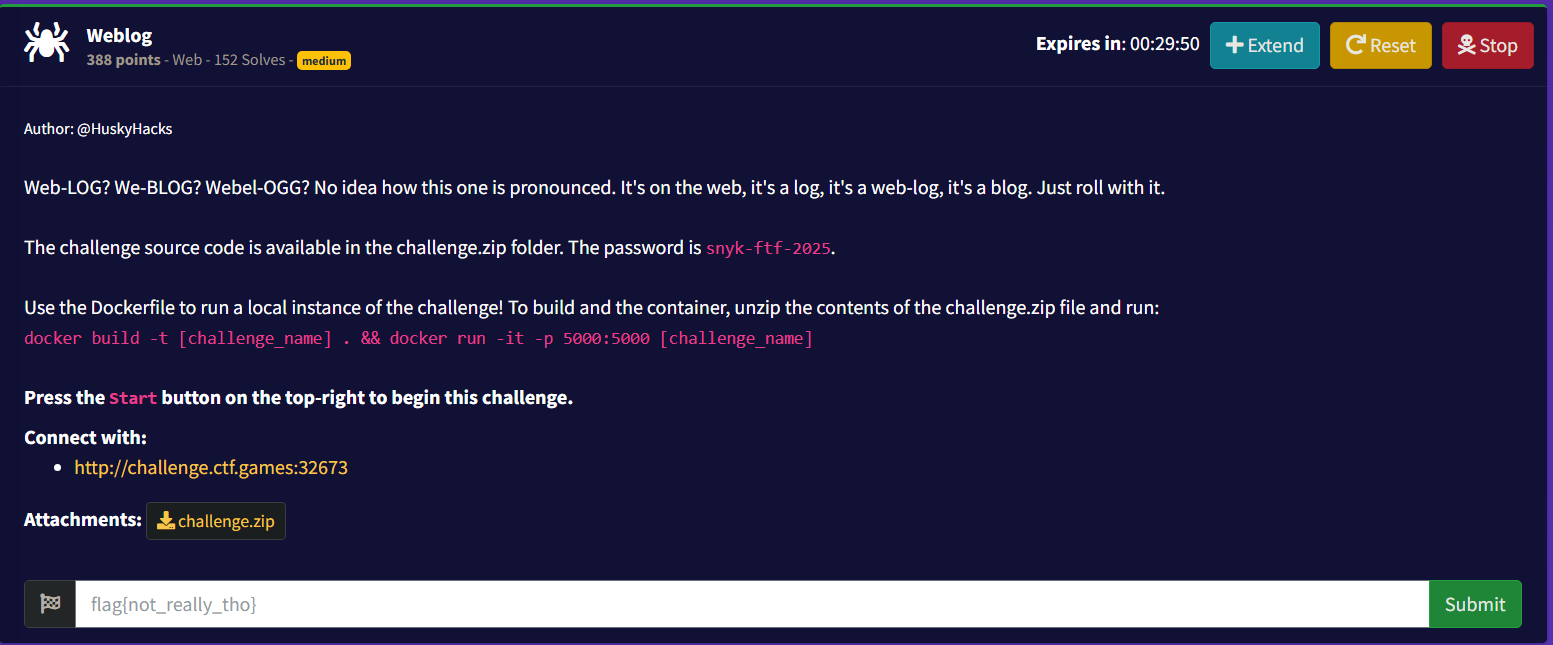 Weblog
388 points - Web - 152 Solves - medium
Expires in: 00:29:50
Extend
Reset
Stop
Author: @HuskyHacks
Web-LOG? We-BLOG? Webel-OGG? No idea how this one is pronounced. It's on the web, it's a log, it's a web-log, it's a blog. Just roll with it.
The challenge source code is available in the challenge.zip folder. The password is snyk-ftf-2025.
Use the Dockerfile to run a local instance of the challenge! To build and the container, unzip the contents of the challenge.zip file and run:
docker build -t [challenge_name] . && docker run -it -p 5000:5000 [challenge_name]
Press the Start button on the top-right to begin this challenge.
Connect with:
• http://challenge.ctf.games:32673
Attachments: challenge.zip
flag{not_really_tho}
Submit